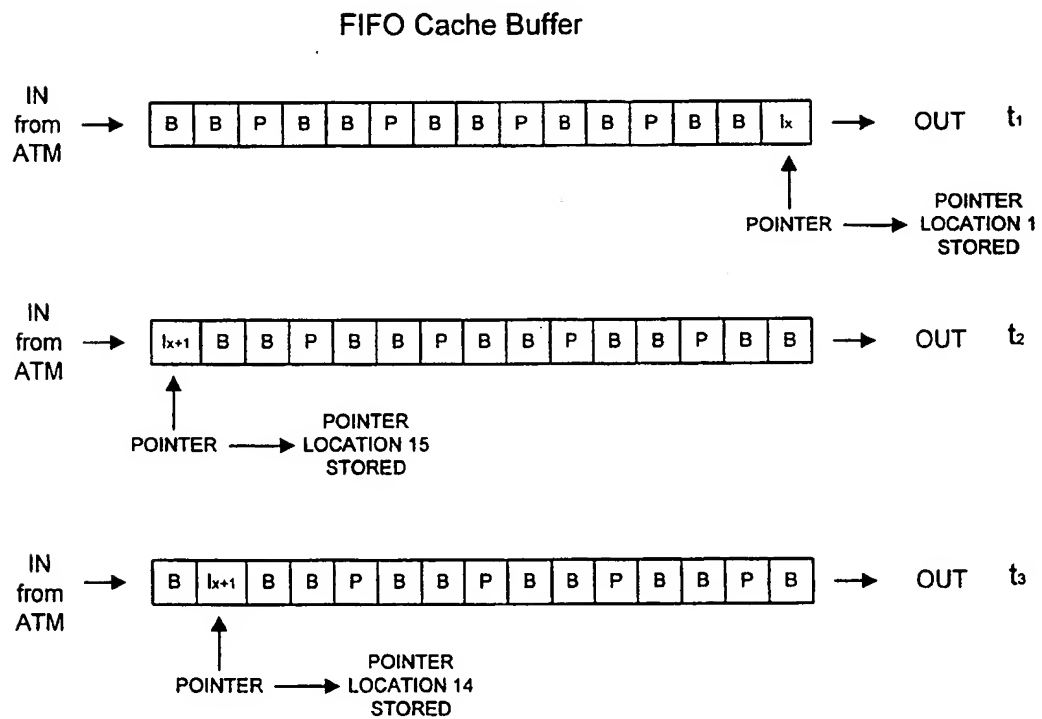 FIFO Cache Buffer
IN
from
ATM
B B P B B P B B P B B P B B Ix
OUT t1
POINTER
POINTER
LOCATION 1
STORED
IN
from
ATM
Ix+1 B B P B B P B B P B B P B B
OUT t2
POINTER
POINTER
LOCATION 15
STORED
IN
from
ATM
B Ix+1 B B P B B P B B P B B P B
OUT t3
POINTER
POINTER
LOCATION 14
STORED